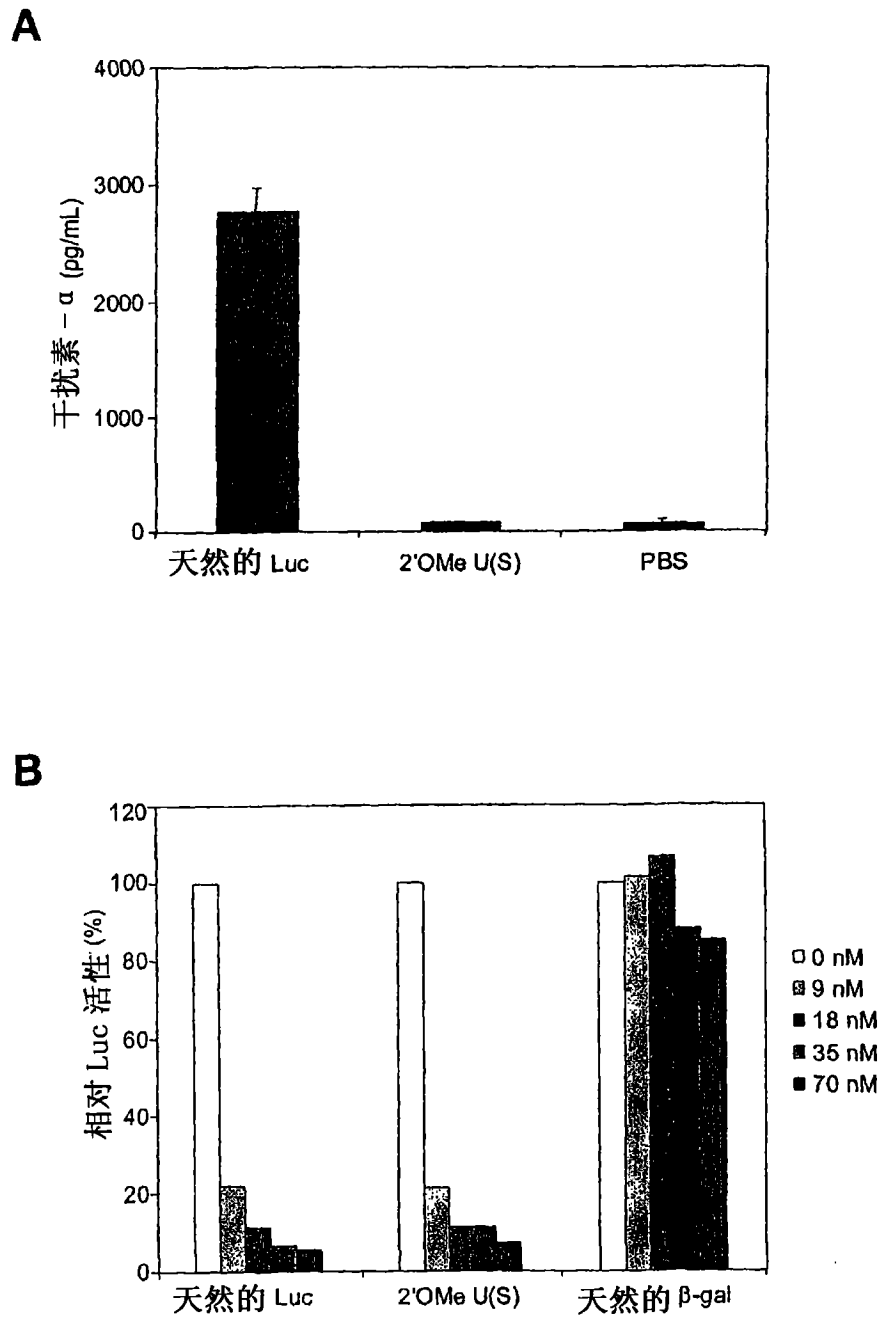 A
4000
3000
2000
1000
0
干扰素 – α (pg/mL)
天然的 Luc
2'OMe U(S)
PBS
B
120
100
80
60
40
20
0
相对 Luc 活性 (%)
天然的 Luc
2'OMe U(S)
天然的 β-gal
0 nM
9 nM
18 nM
35 nM
70 nM